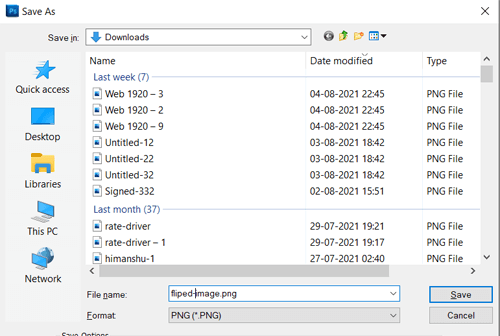 Ps Save As
Save in: Downloads
Quick access
Desktop
Libraries
This PC
Network
Name Date modified Type
Last week (7)
Web 1920 – 3 04-08-2021 22:45 PNG File
Web 1920 – 2 04-08-2021 22:45 PNG File
Web 1920 – 9 04-08-2021 22:45 PNG File
Untitled-12 03-08-2021 18:42 PNG File
Untitled-22 03-08-2021 18:42 PNG File
Untitled-32 03-08-2021 18:42 PNG File
Signed-332 02-08-2021 15:51 PNG File
Last month (37)
rate-driver 29-07-2021 19:21 PNG File
rate-driver – 1 29-07-2021 19:17 PNG File
himanshu-1 27-07-2021 02:40 PNG File
File name: fliped-image.png Save
Format: PNG (*.PNG) Cancel
Save Options